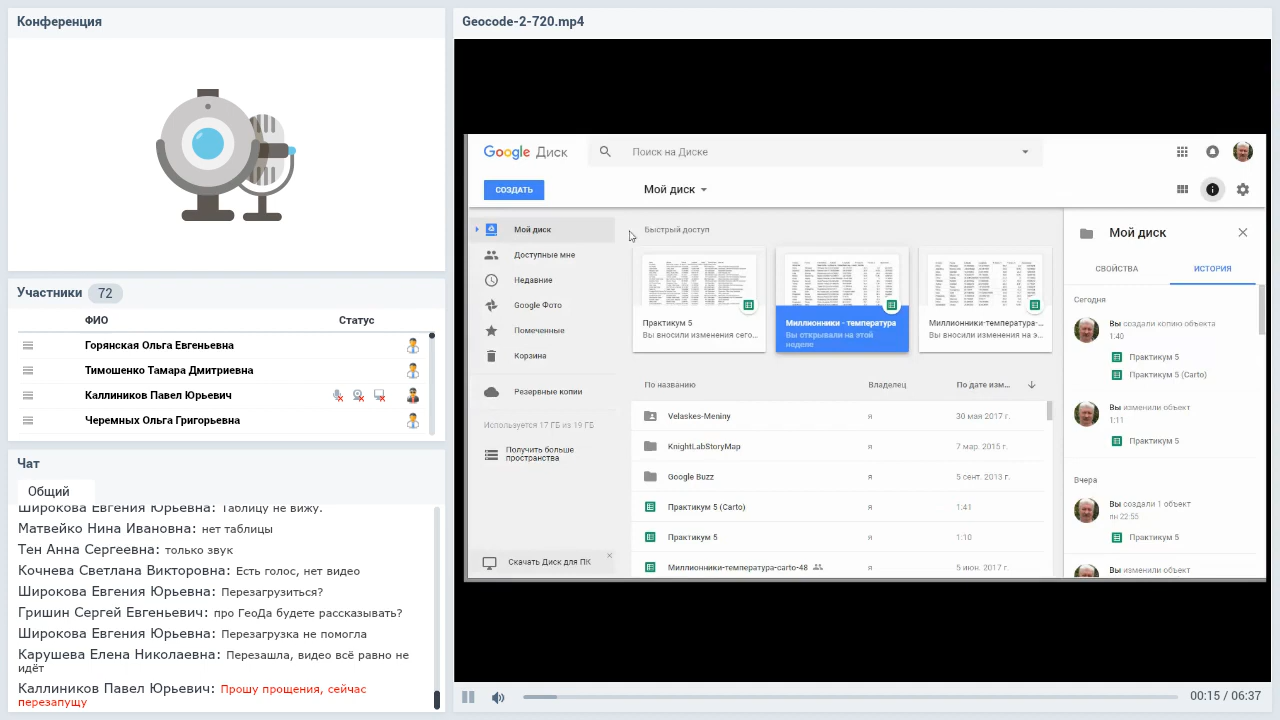 Конференция
Geocode-2-720.mp4
Google Диск
Поиск на Диске
СОЗДАТЬ
Мой диск
Мой диск
Доступные мне
Недавние
Google Фото
Помеченные
Корзина
Резервные копии
Используется 17 ГБ из 19 ГБ
Получить больше
пространства
Скачать Диск для ПК
Быстрый доступ
Практикум 5
Вы вносили изменения сего...
Миллионники - температура
Вы открывали на этой
неделе
Миллионники-температура-...
Вы вносили изменения на э...
По названию
Владелец
По дате изм...
Velaskes-Meniny
я
30 мая 2017 г.
KnightLabStoryMap
я
7 мар. 2015 г.
Google Buzz
я
5 сент. 2013 г.
Практикум 5 (Carto)
я
1:41
Практикум 5
я
1:10
Миллионники-температура-carto-48
я
5 июн. 2017 г.
Мой диск
СВОЙСТВА
ИСТОРИЯ
Сегодня
Вы создали копию объекта
1:40
Практикум 5
Практикум 5 (Carto)
Вы изменили объект
1:11
Практикум 5
Вчера
Вы создали 1 объект
пн 22:55
Практикум 5
Вы изменили объект
00:15 / 06:37
Участники 72
ФИО
Статус
Горянская Ольга Евгеньевна
Тимошенко Тамара Дмитриевна
Каллиников Павел Юрьевич
Черемных Ольга Григорьевна
Чат
Общий
Широкова Евгения Юрьевна: Таблицу не вижу.
Матвейко Нина Ивановна: нет таблицы
Тен Анна Сергеевна: только звук
Кочнева Светлана Викторовна: Есть голос, нет видео
Широкова Евгения Юрьевна: Перезагрузиться?
Гришин Сергей Евгеньевич: про ГеоДа будете рассказывать?
Широкова Евгения Юрьевна: Перезагрузка не помогла
Карушева Елена Николаевна: Перезашла, видео всё равно не
идёт
Каллиников Павел Юрьевич: Прошу прощения, сейчас
перезапущу